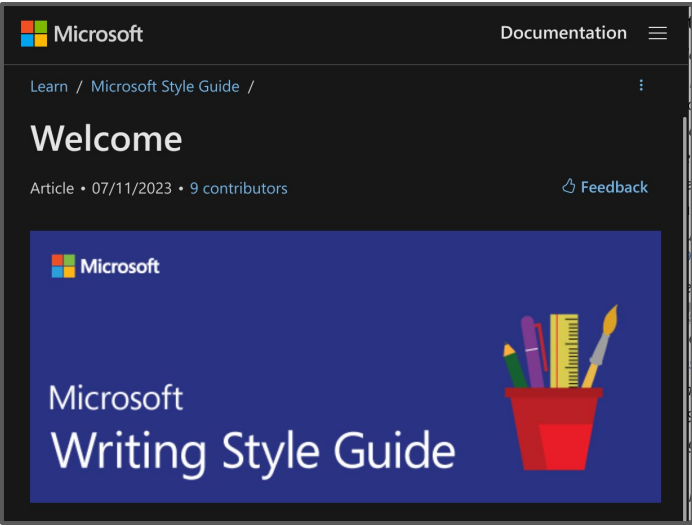 Microsoft Documentation
Learn / Microsoft Style Guide /
Welcome
Article • 07/11/2023 • 9 contributors Feedback
Microsoft
Microsoft
Writing Style Guide